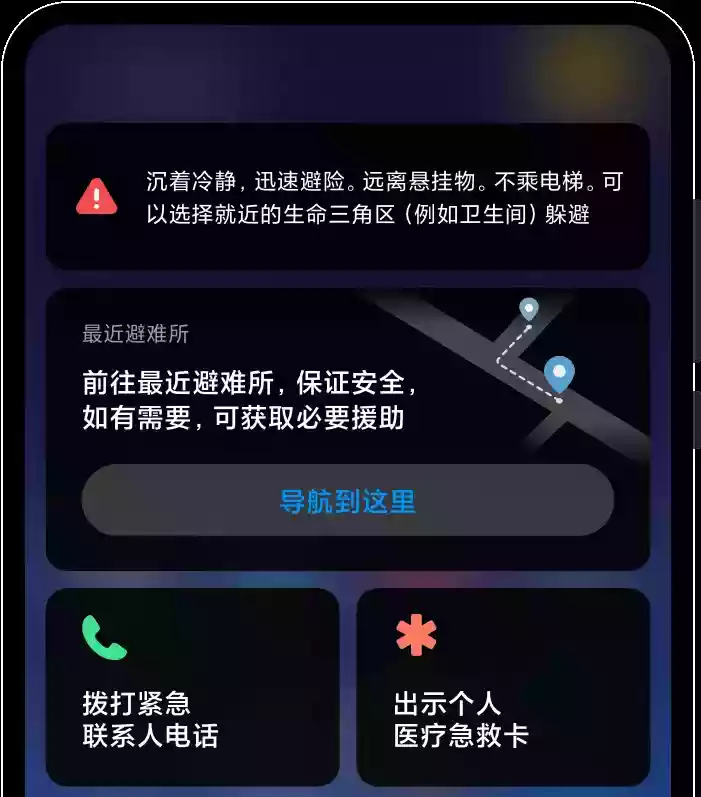 沉着冷静，迅速避险。远离悬挂物。不乘电梯。可
以选择就近的生命三角区（例如卫生间）躲避
最近避难所
前往最近避难所，保证安全，
如有需要，可获取必要援助
导航到这里
拨打紧急
联系人电话
出示个人
医疗急救卡